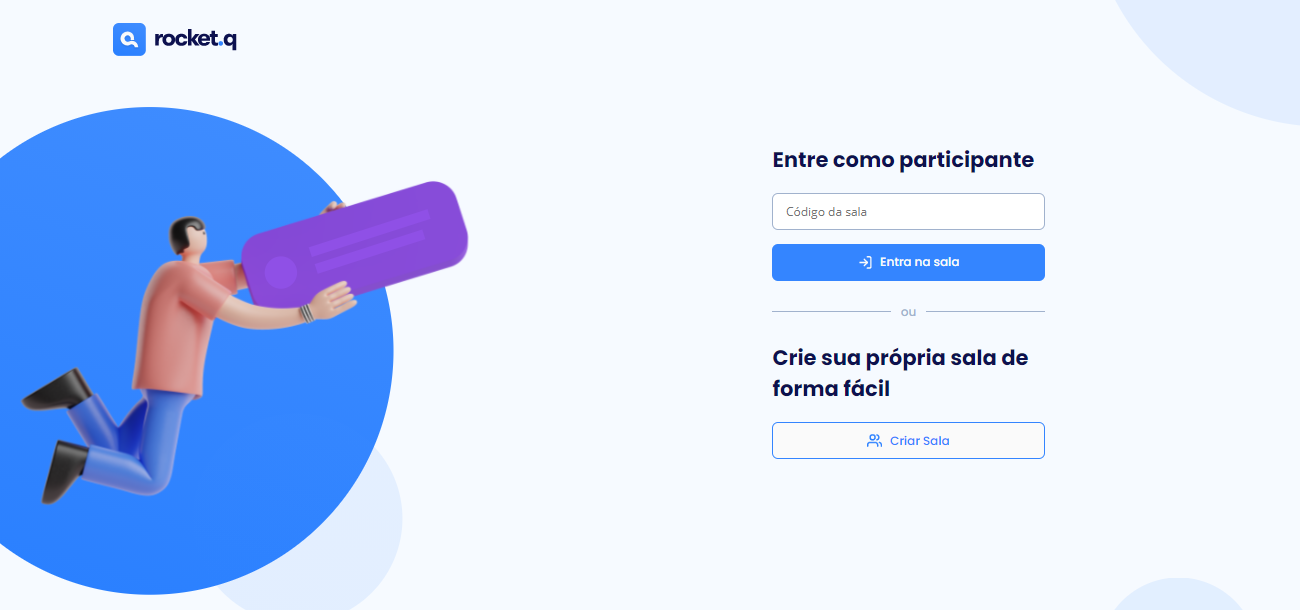 rocket.q
Entre como participante
Código da sala
Entra na sala
ou
Crie sua própria sala de
forma fácil
Criar Sala